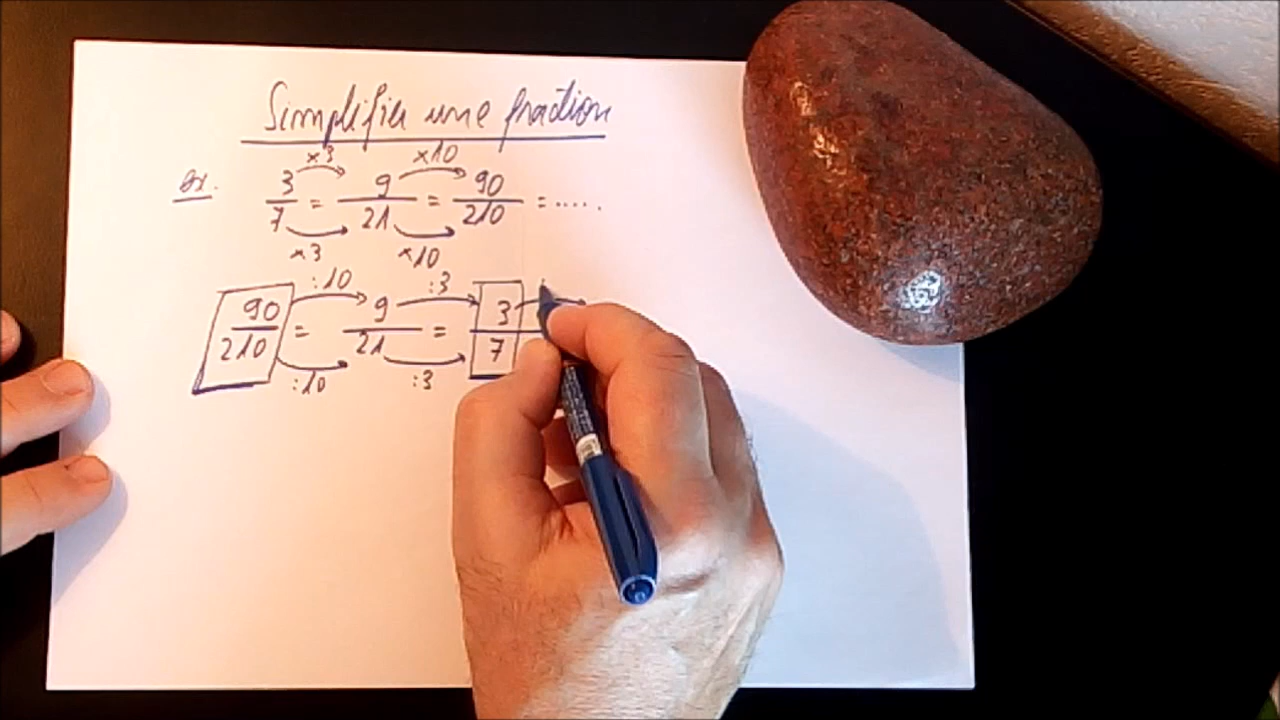 Simplifier une fraction
×3 ×10
ex. 3/7 = 9/21 = 90/210 = .....
×3 ×10
:10 :3 :
90/210 = 9/21 = 3/7
:10 :3